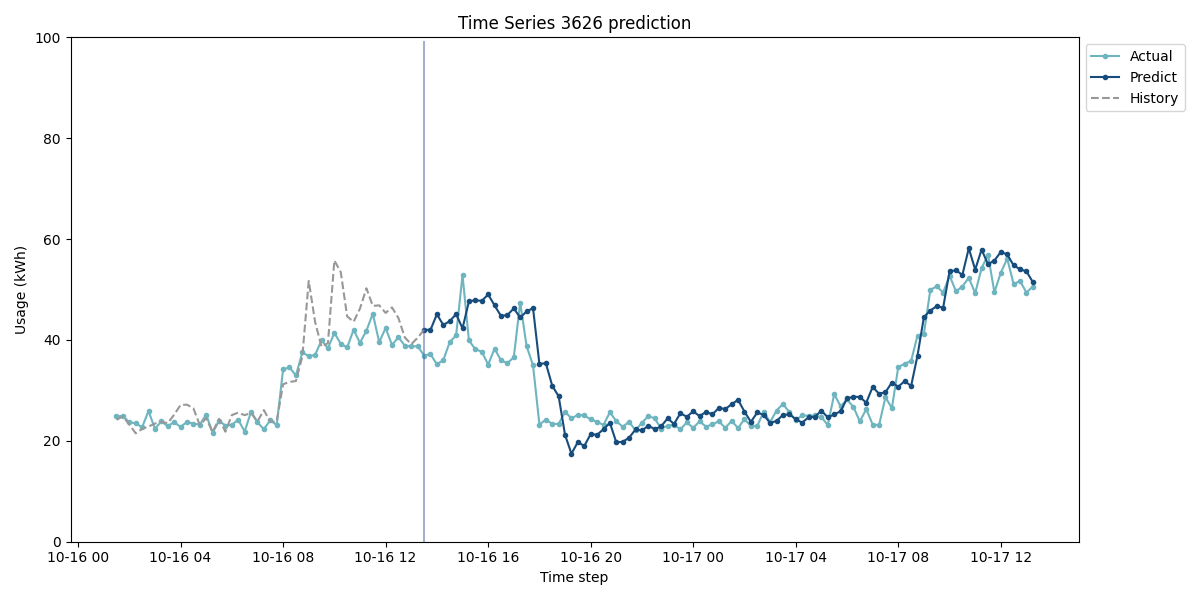 Time Series 3626 prediction
100
80
60
40
20
0
Usage (kWh)
10-16 00
10-16 04
10-16 08
10-16 12
10-16 16
10-16 20
10-17 00
10-17 04
10-17 08
10-17 12
Time step
Actual
Predict
History